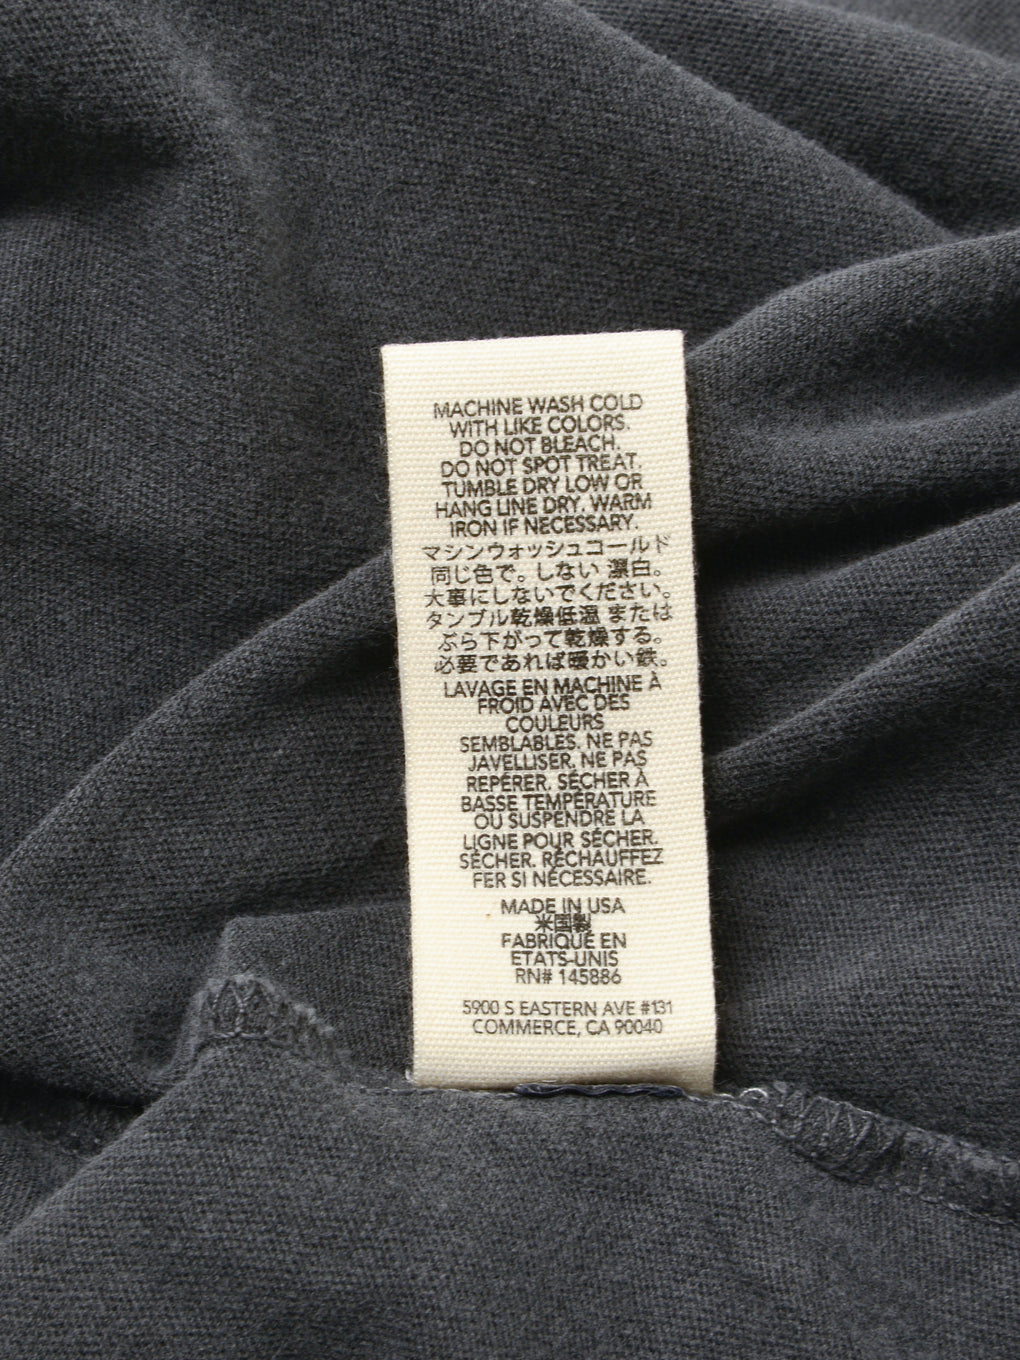 MACHINE WASH COLD
WITH LIKE COLORS.
DO NOT BLEACH.
DO NOT SPOT TREAT.
TUMBLE DRY LOW OR
HANG LINE DRY. WARM
IRON IF NECESSARY.
マシンウォッシュコールド
同じ色で。しない 漂白。
大事にしないでください。
タンブル乾燥低温 または
ぶら下がって乾燥する。
必要であれば暖かい鉄。
LAVAGE EN MACHINE À
FROID AVEC DES
COULEURS
SEMBLABLES. NE PAS
JAVELLISER. NE PAS
REPÉRER. SÉCHER À
BASSE TEMPÉRATURE
OU SUSPENDRE LA
LIGNE POUR SÉCHER.
SÉCHER. RÉCHAUFFEZ
FER SI NÉCESSAIRE.
MADE IN USA
米国製
FABRIQUÉ EN
ETATS-UNIS
RN# 145886
5900 S EASTERN AVE #131
COMMERCE, CA 90040